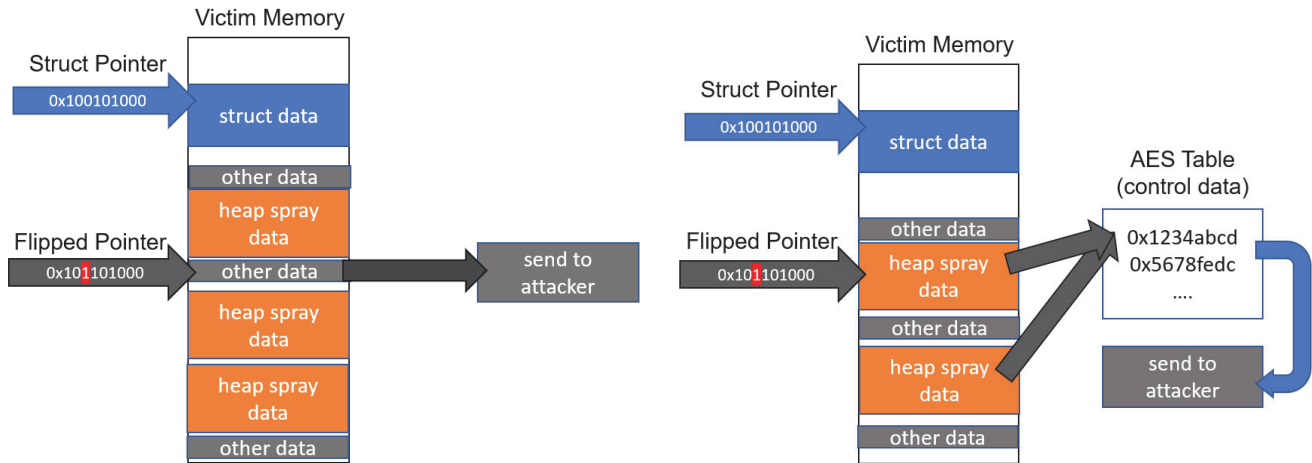 Victim Memory
Struct Pointer
0x100101000
struct data
other data
heap spray
data
Flipped Pointer
0x101101000
other data
send to
attacker
heap spray
data
heap spray
data
other data
Victim Memory
Struct Pointer
0x100101000
struct data
AES Table
(control data)
other data
Flipped Pointer
0x101101000
heap spray
data
0x1234abcd
0x5678fedc
....
other data
heap spray
data
send to
attacker
other data